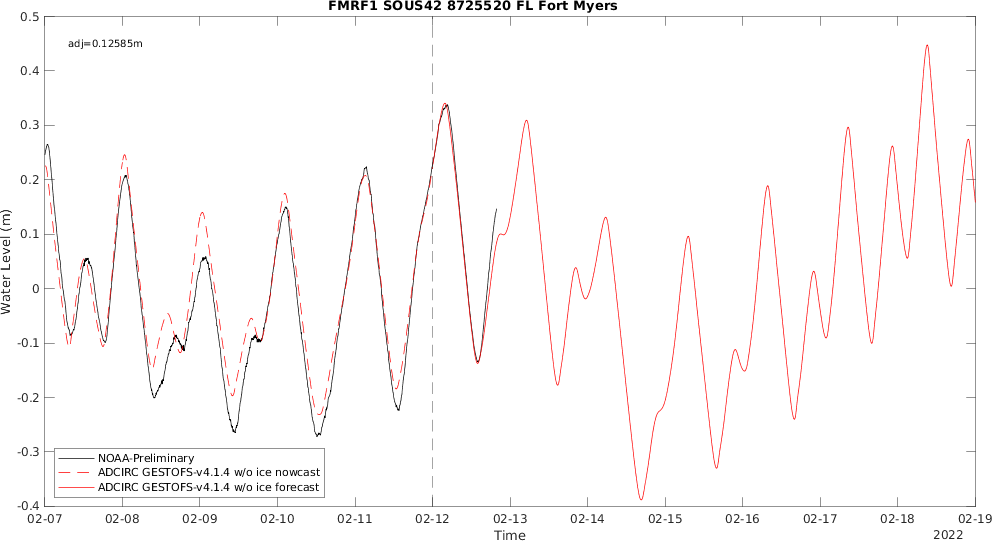 FMRF1 SOUS42 8725520 FL Fort Myers
adj=0.12585m
Water Level (m)
0.5
0.4
0.3
0.2
0.1
0
-0.1
-0.2
-0.3
-0.4
NOAA-Preliminary
ADCIRC GESTOFS-v4.1.4 w/o ice nowcast
ADCIRC GESTOFS-v4.1.4 w/o ice forecast
02-07 02-08 02-09 02-10 02-11 02-12 02-13 02-14 02-15 02-16 02-17 02-18 02-19
Time
2022